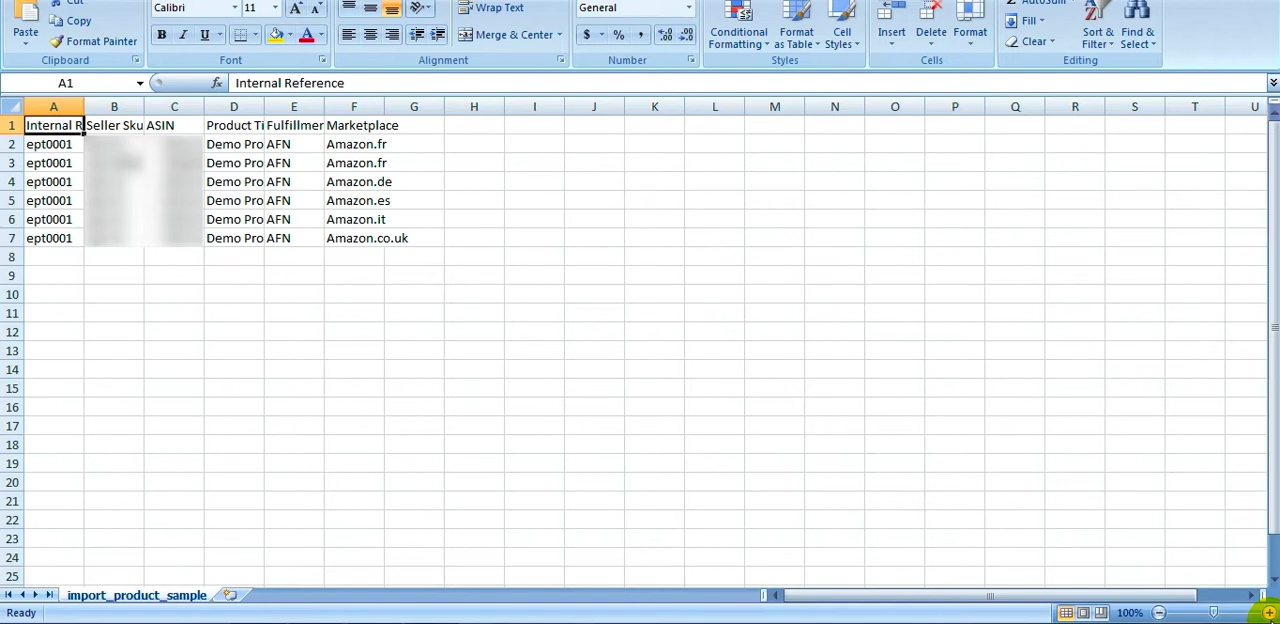 Cut
Copy
Paste
Format Painter
Clipboard
Calibri 11 A A
B I U A
Font
Wrap Text
Merge & Center
Alignment
General
$ % ,
Number
Conditional Formatting
Format as Table
Cell Styles
Styles
Insert Delete Format
Cells
AutoSum
Fill
Clear
Sort & Filter
Find & Select
Editing
A1 fx Internal Reference
A B C D E F G H I J K L M N O P Q R S T U
1 Internal R Seller Sku ASIN Product Ti Fulfillmer Marketplace
2 ept0001 Demo Pro AFN Amazon.fr
3 ept0001 Demo Pro AFN Amazon.fr
4 ept0001 Demo Pro AFN Amazon.de
5 ept0001 Demo Pro AFN Amazon.es
6 ept0001 Demo Pro AFN Amazon.it
7 ept0001 Demo Pro AFN Amazon.co.uk
8
9
10
11
12
13
14
15
16
17
18
19
20
21
22
23
24
25
import_product_sample
Ready 100%